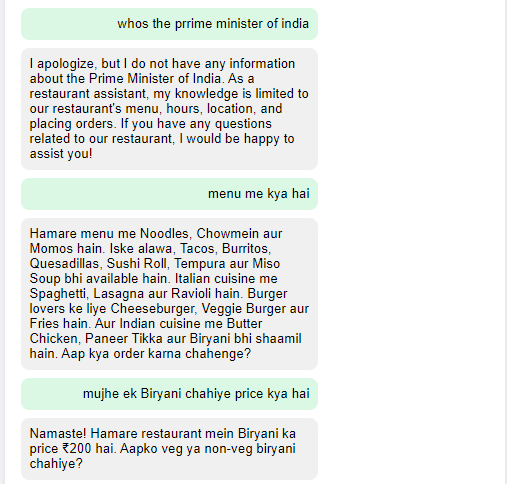 whos the prrime minister of india
I apologize, but I do not have any information
about the Prime Minister of India. As a
restaurant assistant, my knowledge is limited to
our restaurant's menu, hours, location, and
placing orders. If you have any questions
related to our restaurant, I would be happy to
assist you!
menu me kya hai
Hamare menu me Noodles, Chowmein aur
Momos hain. Iske alawa, Tacos, Burritos,
Quesadillas, Sushi Roll, Tempura aur Miso
Soup bhi available hain. Italian cuisine me
Spaghetti, Lasagna aur Ravioli hain. Burger
lovers ke liye Cheeseburger, Veggie Burger aur
Fries hain. Aur Indian cuisine me Butter
Chicken, Paneer Tikka aur Biryani bhi shaamil
hain. Aap kya order karna chahenge?
mujhe ek Biryani chahiye price kya hai
Namaste! Hamare restaurant mein Biryani ka
price ₹200 hai. Aapko veg ya non-veg biryani
chahiye?